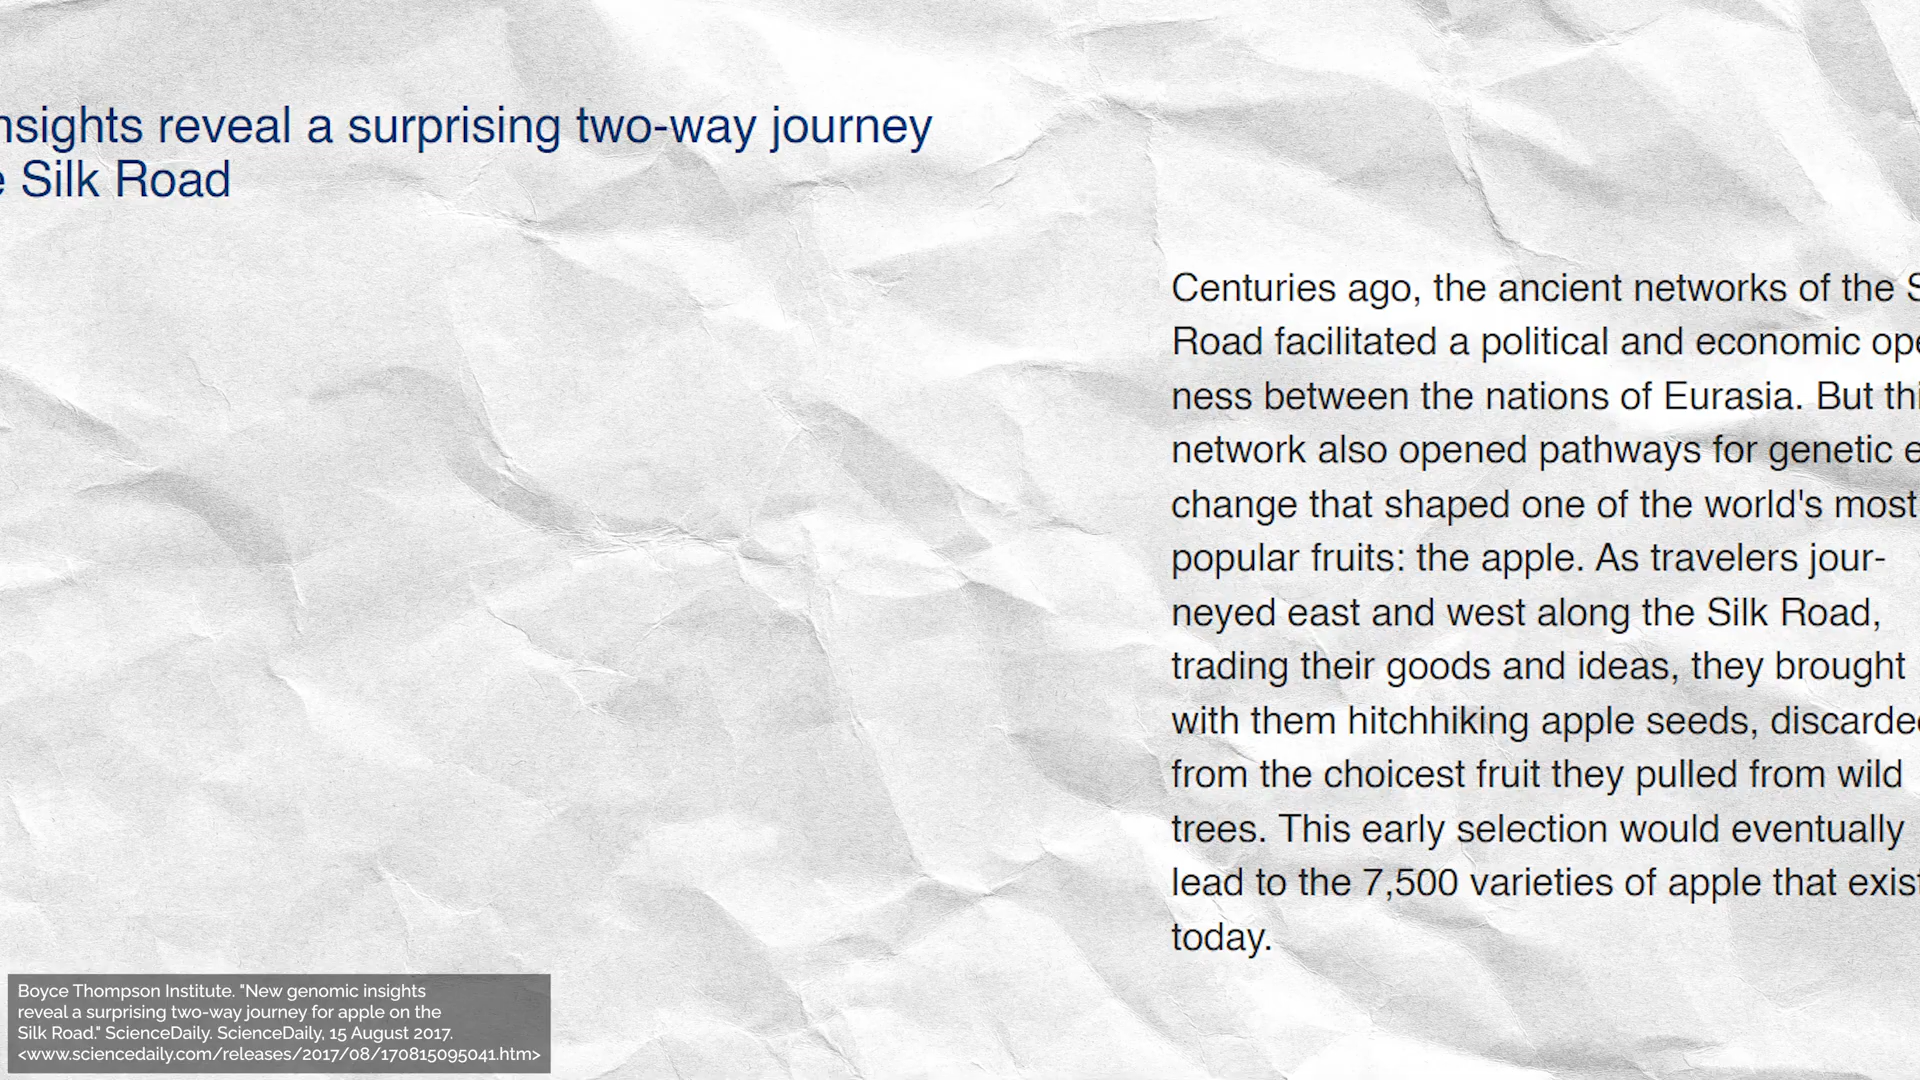 nsights reveal a surprising two-way journey
e Silk Road
Centuries ago, the ancient networks of the S
Road facilitated a political and economic ope
ness between the nations of Eurasia. But thi
network also opened pathways for genetic e
change that shaped one of the world's most
popular fruits: the apple. As travelers jour-
neyed east and west along the Silk Road,
trading their goods and ideas, they brought
with them hitchhiking apple seeds, discarded
from the choicest fruit they pulled from wild
trees. This early selection would eventually
lead to the 7,500 varieties of apple that exist
today.
Boyce Thompson Institute. "New genomic insights
reveal a surprising two-way journey for apple on the
Silk Road." ScienceDaily. ScienceDaily, 15 August 2017.
<www.sciencedaily.com/releases/2017/08/170815095041.htm>